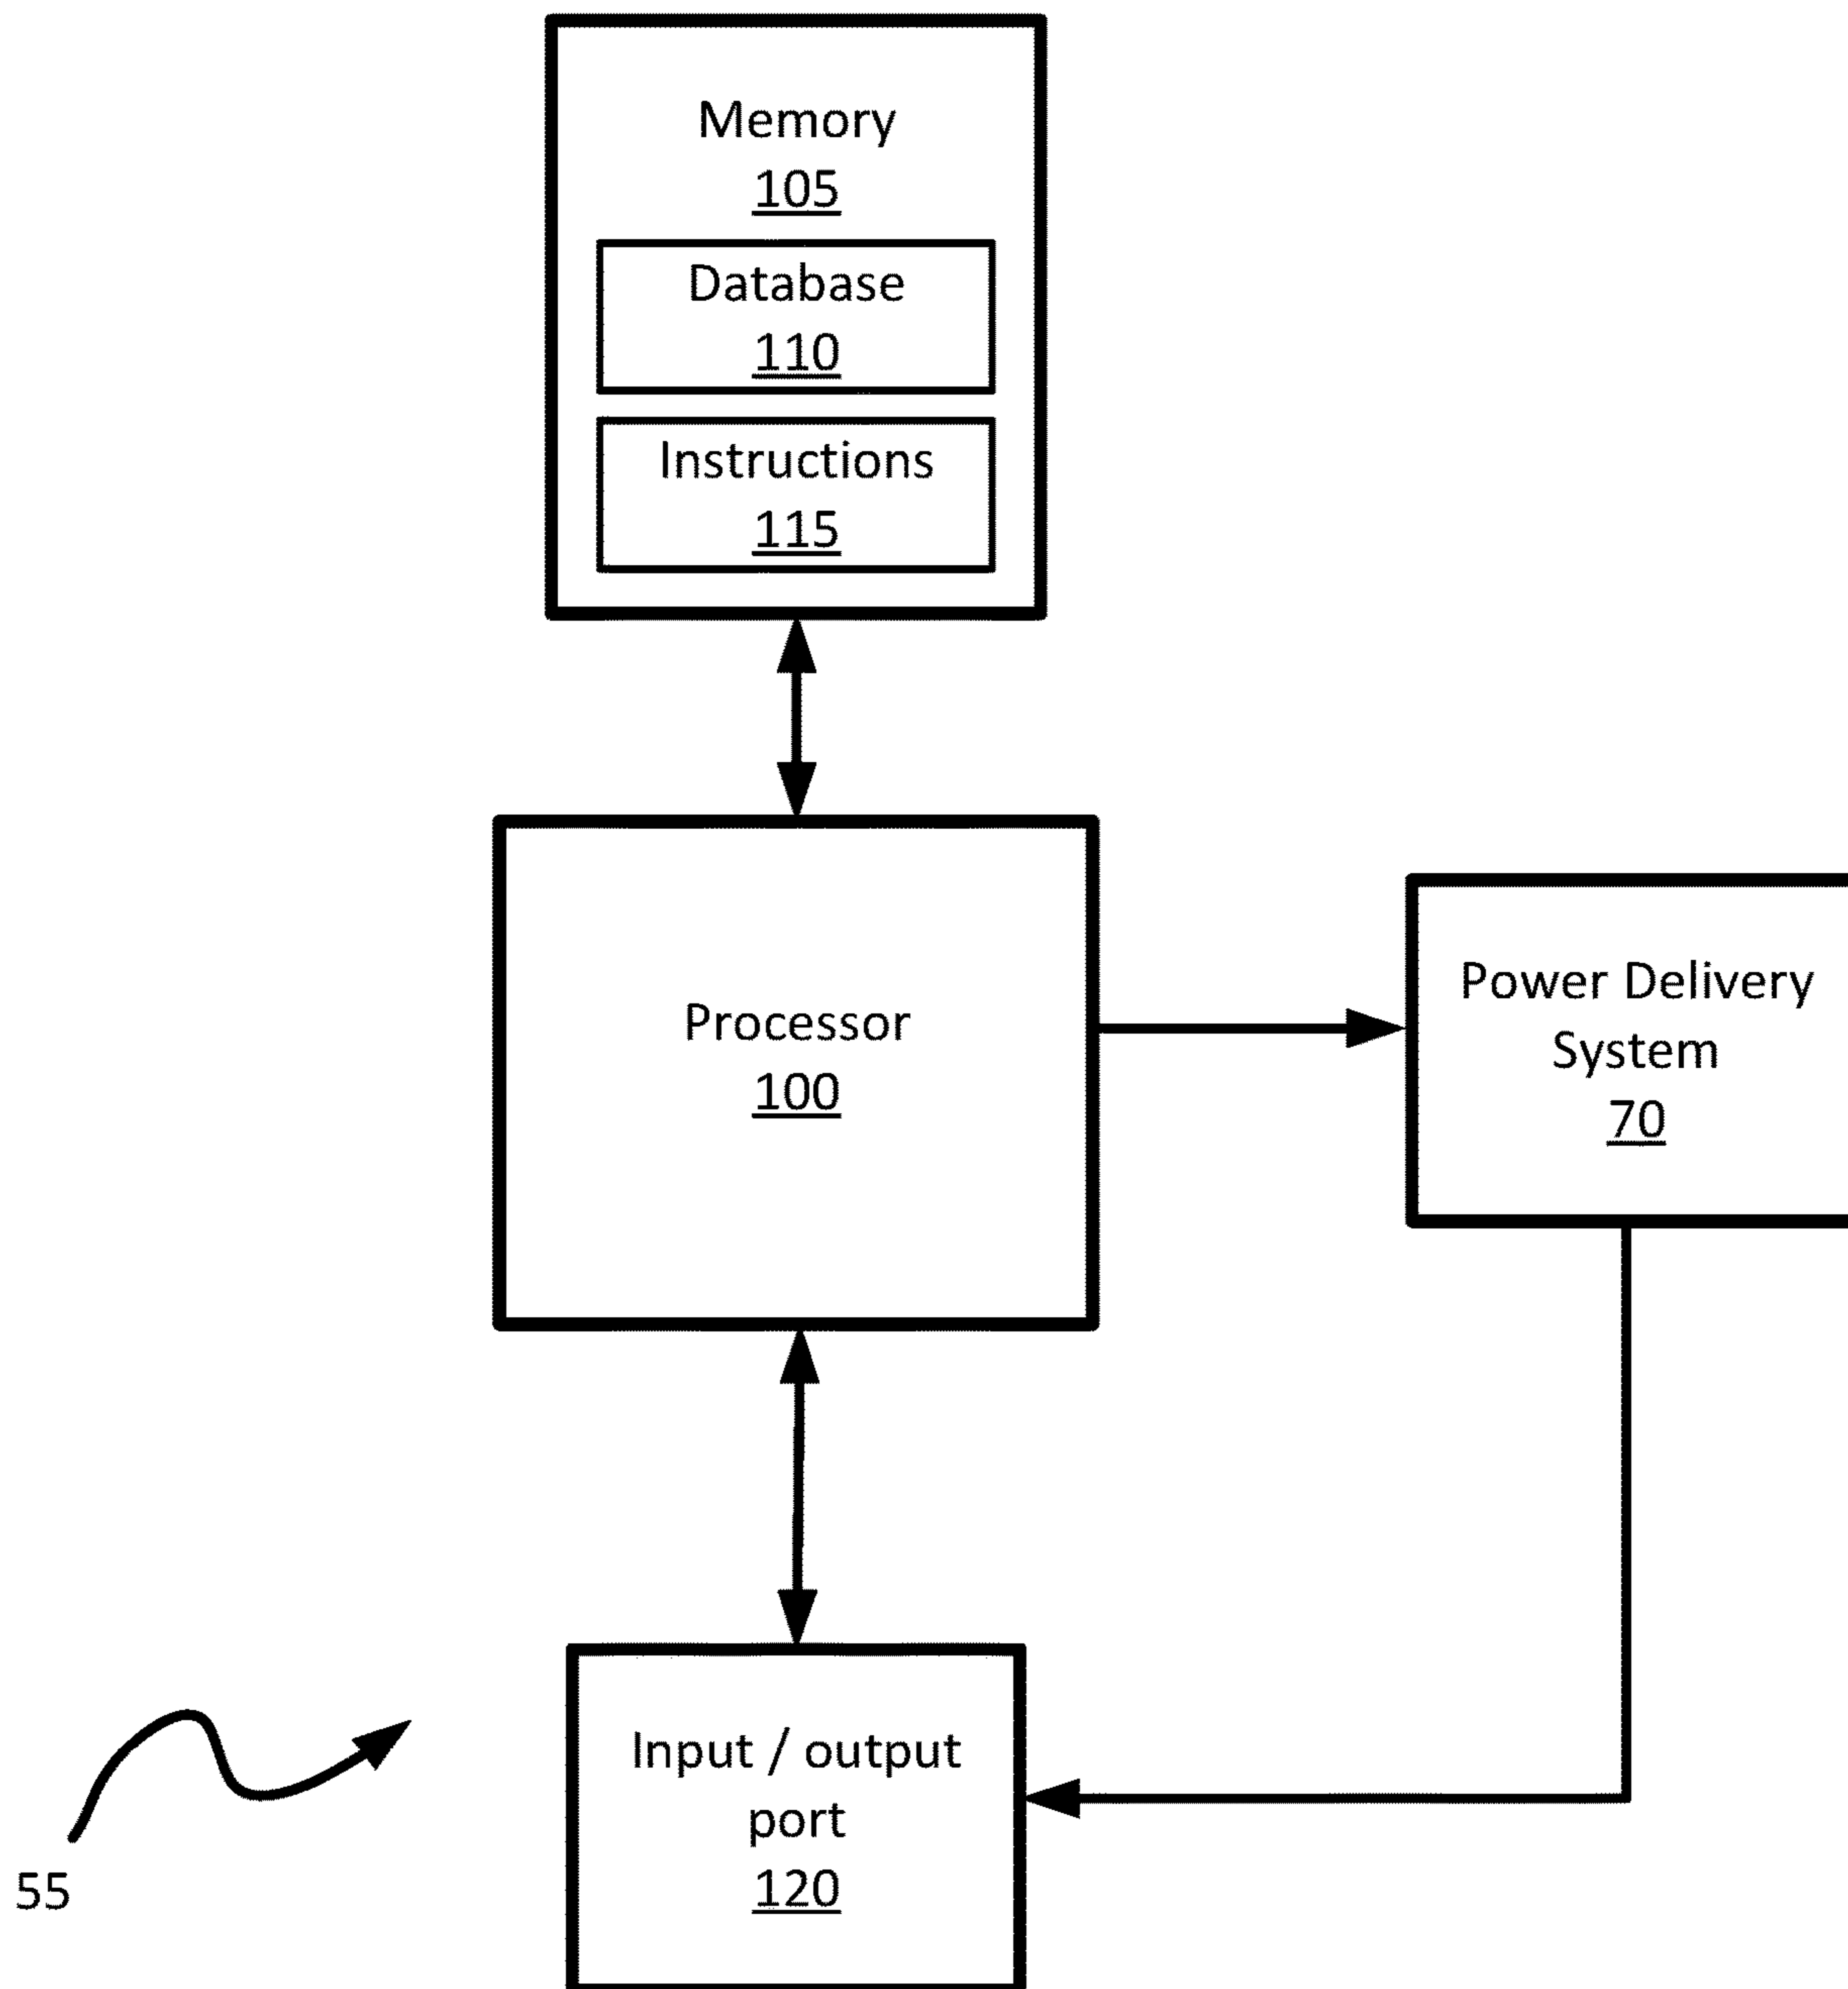 Memory
105
Database
110
Instructions
115
Processor
100
Power Delivery
System
70
Input / output
port
120
55